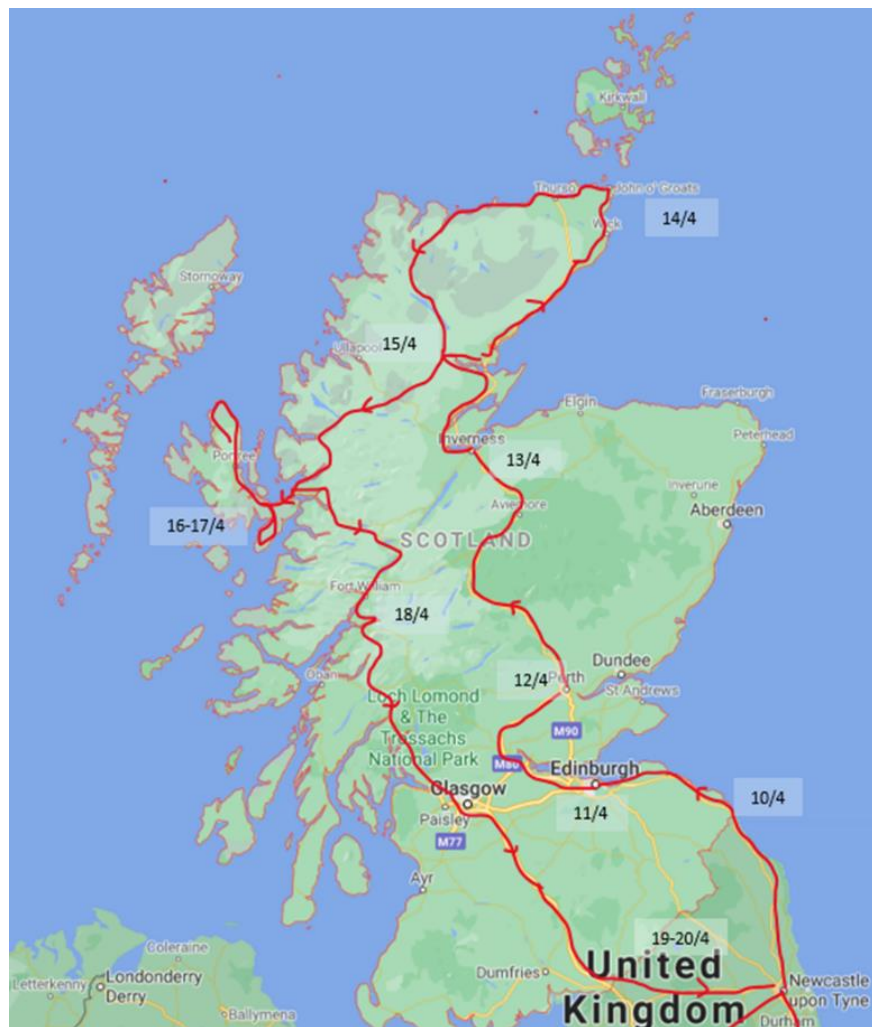 Kirkwall
Thurso
John o' Groats
14/4
Wick
Stornoway
15/4
Ullapool
Fraserburgh
Elgin
Peterhead
Inverness
Portree
13/4
Inverurie
Aviemore
Aberdeen
16-17/4
SCOTLAND
Fort William
18/4
Dundee
Oban
12/4
Perth
St Andrews
Loch Lomond
& The
Trossachs
National Park
M90
M80
Edinburgh
Glasgow
10/4
Paisley
11/4
M77
Ayr
19-20/4
Coleraine
United
Kingdom
Dumfries
Letterkenny
Londonderry
Derry
Newcastle
upon Tyne
Ballymena
Durham